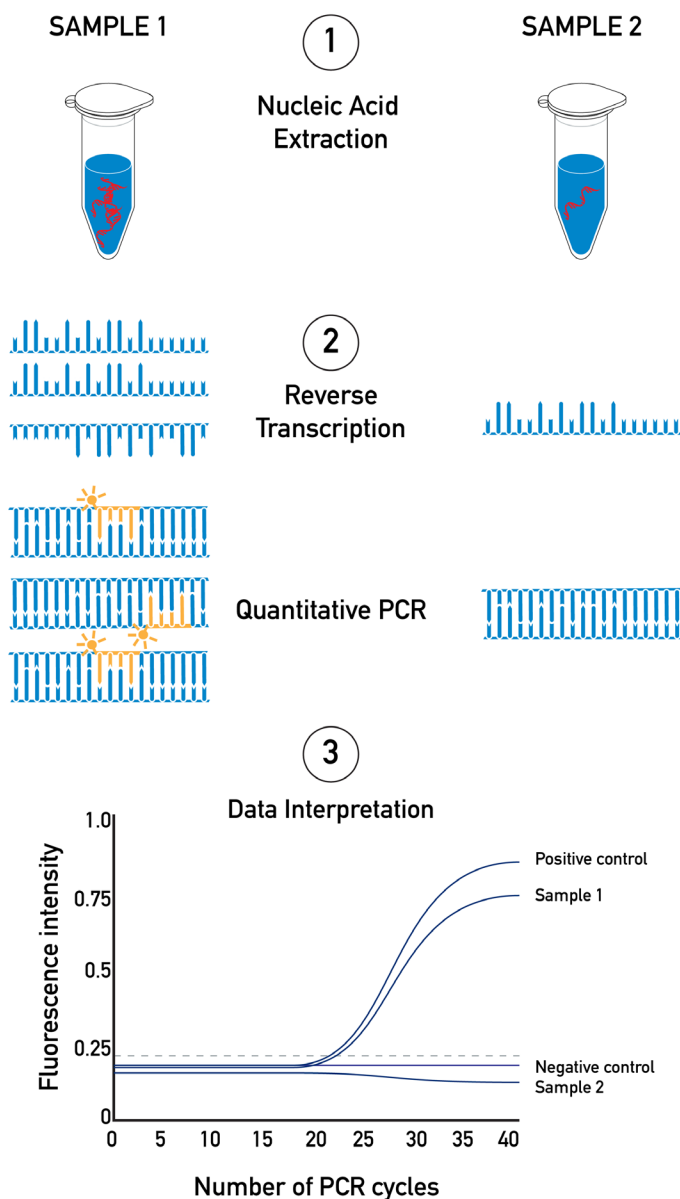 SAMPLE 1
1
SAMPLE 2
Nucleic Acid
Extraction
2
Reverse
Transcription
Quantitative PCR
3
Data Interpretation
Fluorescence intensity
1.0
0.75
0.5
0.25
0
Positive control
Sample 1
Negative control
Sample 2
0 5 10 15 20 25 30 35 40
Number of PCR cycles